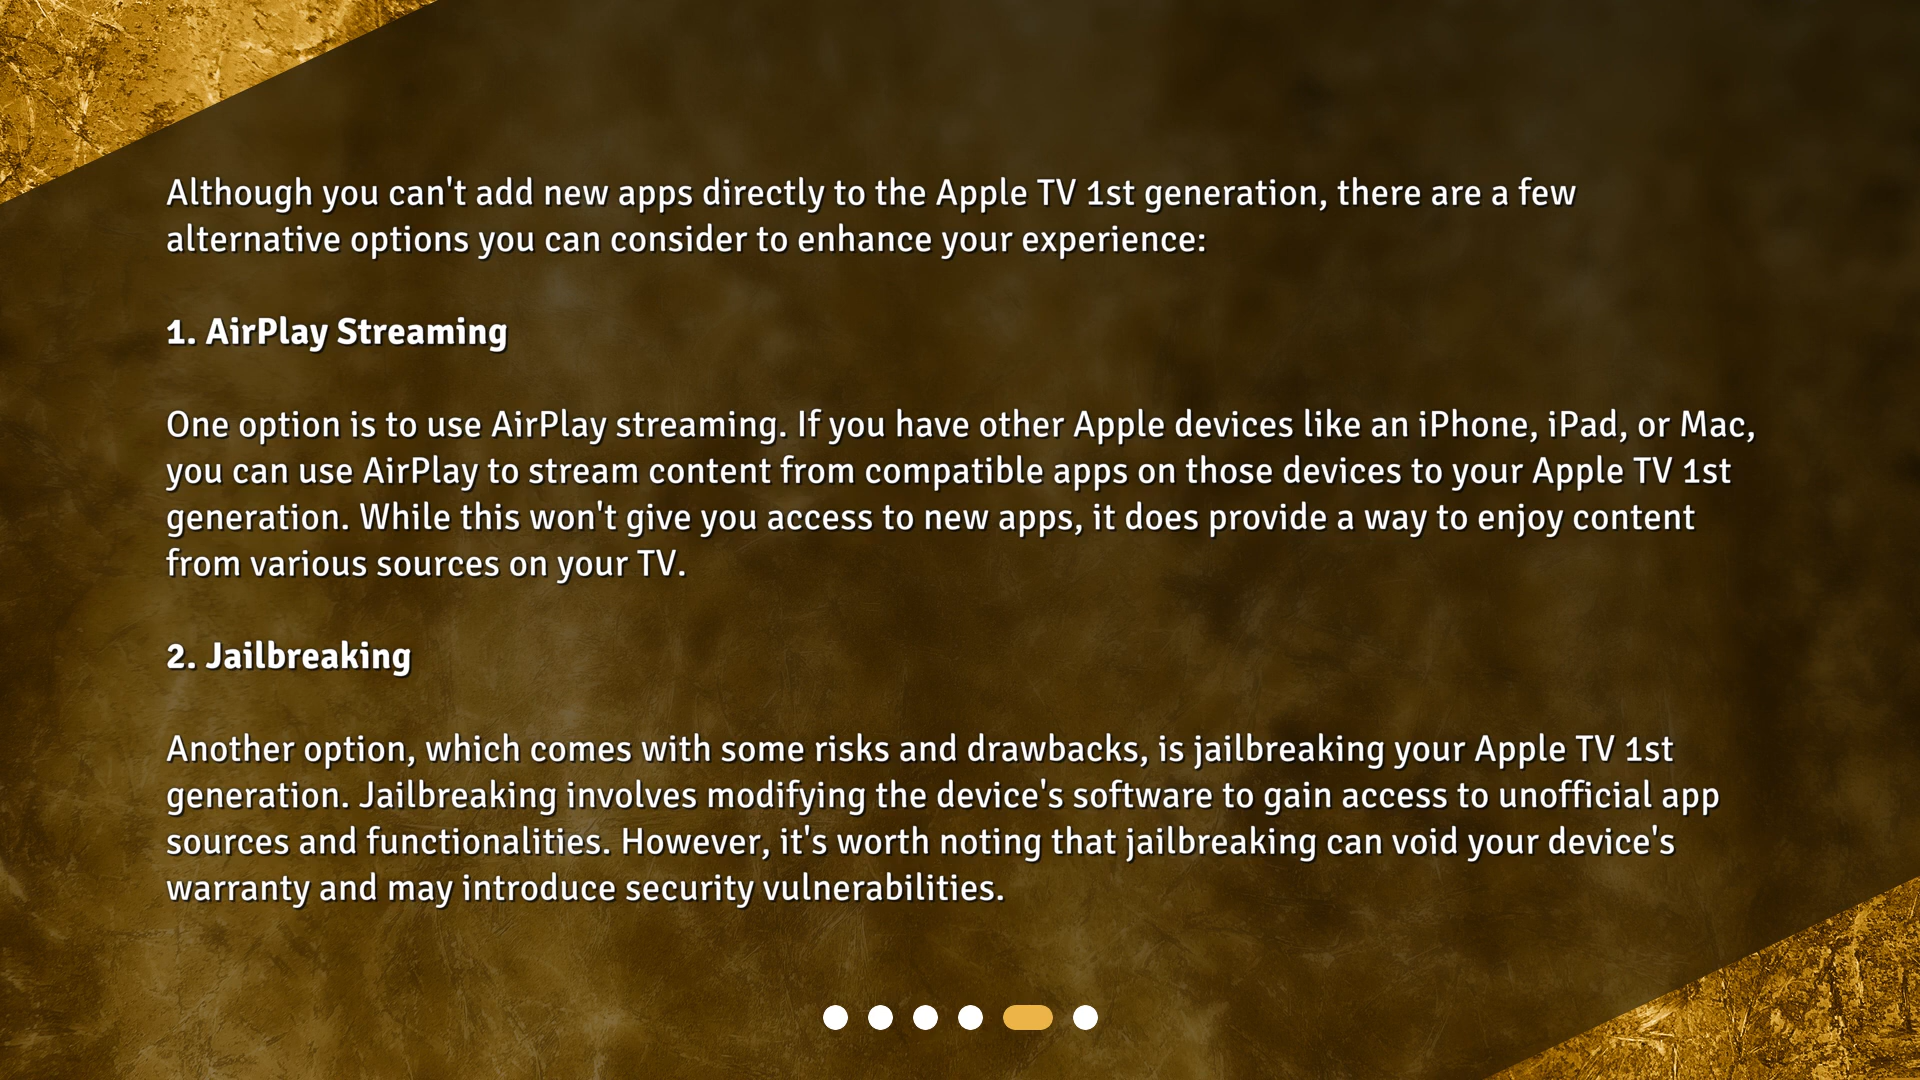 Although you can't add new apps directly to the Apple TV 1st generation, there are a few
alternative options you can consider to enhance your experience:
1. AirPlay Streaming
One option is to use AirPlay streaming. If you have other Apple devices like an iPhone, iPad, or Mac,
you can use AirPlay to stream content from compatible apps on those devices to your Apple TV 1st
generation. While this won't give you access to new apps, it does provide a way to enjoy content
from various sources on your TV.
2. Jailbreaking
Another option, which comes with some risks and drawbacks, is jailbreaking your Apple TV 1st
generation. Jailbreaking involves modifying the device's software to gain access to unofficial app
sources and functionalities. However, it's worth noting that jailbreaking can void your device's
warranty and may introduce security vulnerabilities.